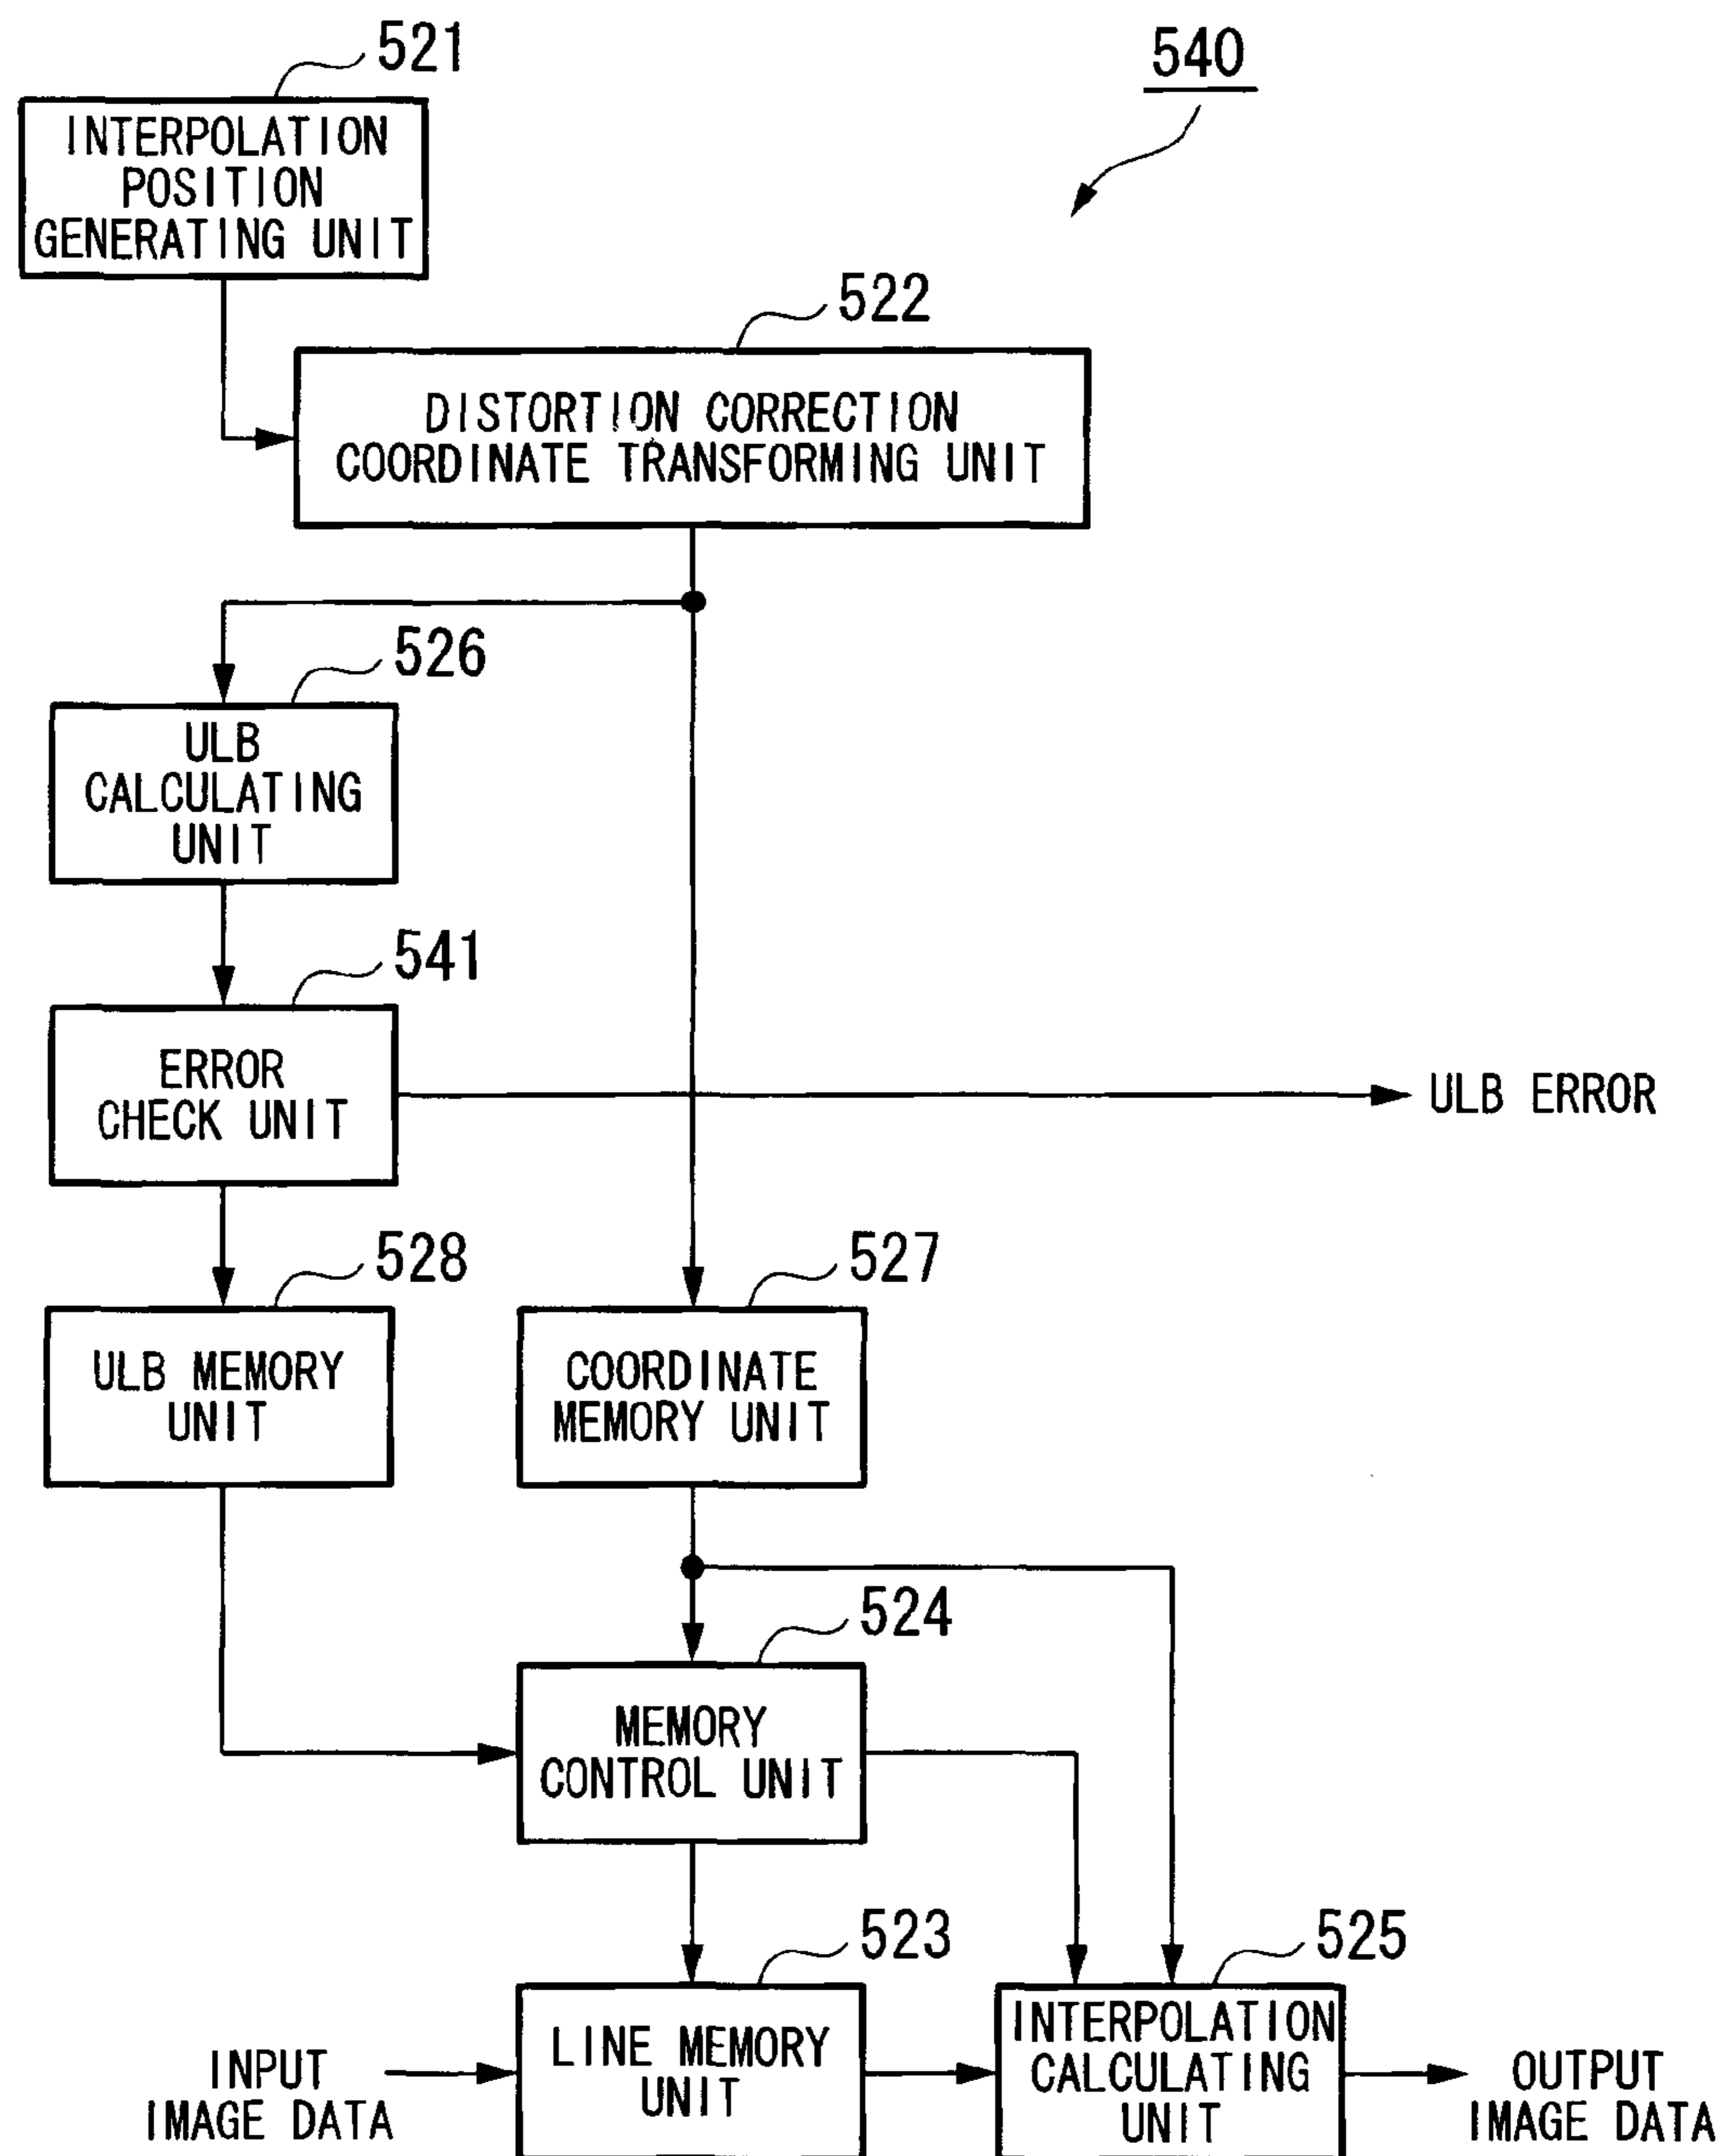 521
540
INTERPOLATION
POSITION
GENERATING UNIT
522
DISTORTION CORRECTION
COORDINATE TRANSFORMING UNIT
526
ULB
CALCULATING
UNIT
541
ERROR
CHECK UNIT
ULB ERROR
528
527
ULB MEMORY
UNIT
COORDINATE
MEMORY UNIT
524
MEMORY
CONTROL UNIT
523
525
INPUT
IMAGE DATA
LINE MEMORY
UNIT
INTERPOLATION
CALCULATING
UNIT
OUTPUT
IMAGE DATA